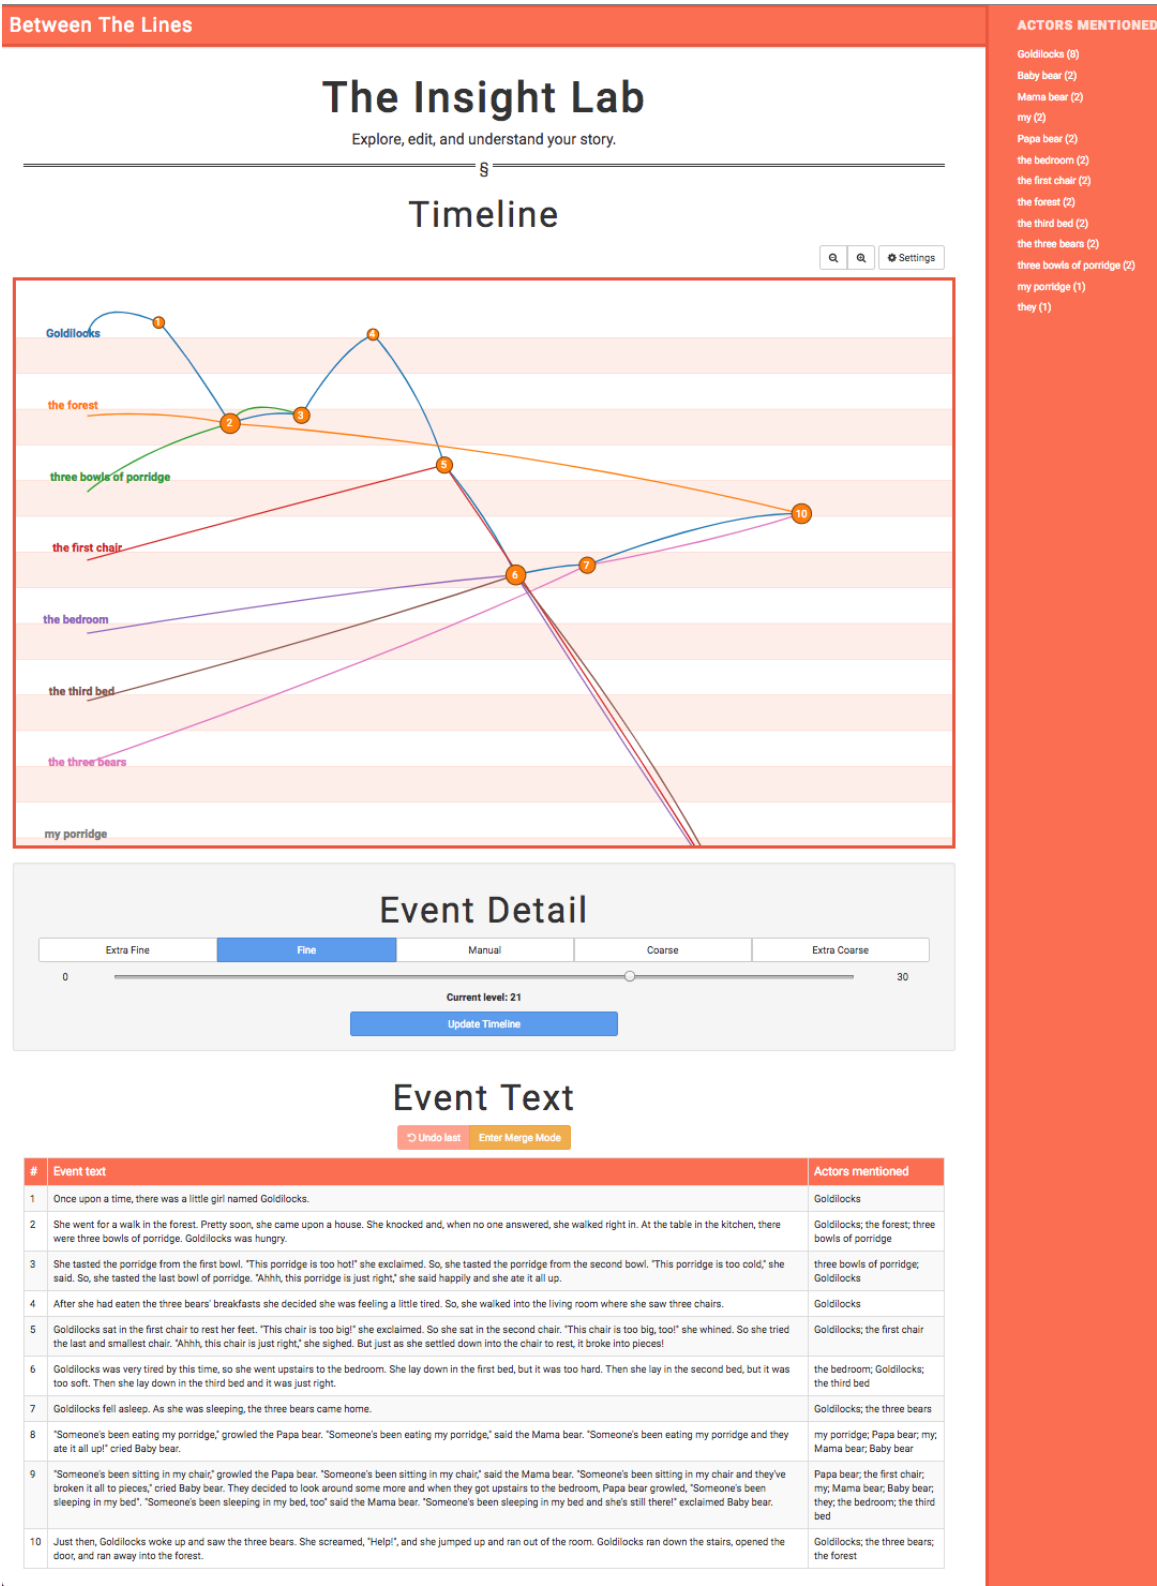 Between The Lines
The Insight Lab
Explore, edit, and understand your story.
§
Timeline
Settings
Goldilocks
the forest
three bowls of porridge
the first chair
the bedroom
the third bed
the three bears
my porridge
1
2
3
4
5
6
7
10
Event Detail
Extra Fine
Fine
Manual
Coarse
Extra Coarse
0
30
Current level: 21
Update Timeline
Event Text
Undo last
Enter Merge Mode
# Event text Actors mentioned
1 Once upon a time, there was a little girl named Goldilocks. Goldilocks
2 She went for a walk in the forest. Pretty soon, she came upon a house. She knocked and, when no one answered, she walked right in. At the table in the kitchen, there Goldilocks; the forest; three
were three bowls of porridge. Goldilocks was hungry. bowls of porridge
3 She tasted the porridge from the first bowl. "This porridge is too hot!" she exclaimed. So, she tasted the porridge from the second bowl. "This porridge is too cold," she three bowls of porridge;
said. So, she tasted the last bowl of porridge. "Ahhh, this porridge is just right," she said happily and she ate it all up. Goldilocks
4 After she had eaten the three bears' breakfasts she decided she was feeling a little tired. So, she walked into the living room where she saw three chairs. Goldilocks
5 Goldilocks sat in the first chair to rest her feet. "This chair is too big!" she exclaimed. So she sat in the second chair. "This chair is too big, too!" she whined. So she tried Goldilocks; the first chair
the last and smallest chair. "Ahhh, this chair is just right," she sighed. But just as she settled down into the chair to rest, it broke into pieces!
6 Goldilocks was very tired by this time, so she went upstairs to the bedroom. She lay down in the first bed, but it was too hard. Then she lay in the second bed, but it was the bedroom; Goldilocks;
too soft. Then she lay down in the third bed and it was just right. the third bed
7 Goldilocks fell asleep. As she was sleeping, the three bears came home. Goldilocks; the three bears
8 "Someone's been eating my porridge," growled the Papa bear. "Someone's been eating my porridge," said the Mama bear. "Someone's been eating my porridge and they my porridge; Papa bear; my;
ate it all up!" cried Baby bear. Mama bear; Baby bear
9 "Someone's been sitting in my chair," growled the Papa bear. "Someone's been sitting in my chair," said the Mama bear. "Someone's been sitting in my chair and they've Papa bear; the first chair;
broken it all to pieces," cried Baby bear. They decided to look around some more and when they got upstairs to the bedroom, Papa bear growled, "Someone's been my; Mama bear; Baby bear;
sleeping in my bed". "Someone's been sleeping in my bed, too" said the Mama bear. "Someone's been sleeping in my bed and she's still there!" exclaimed Baby bear. they; the bedroom; the third
bed
10 Just then, Goldilocks woke up and saw the three bears. She screamed, "Help!", and she jumped up and ran out of the room. Goldilocks ran down the stairs, opened the Goldilocks; the three bears;
door, and ran away into the forest. the forest
ACTORS MENTIONED
Goldilocks (8)
Baby bear (2)
Mama bear (2)
my (2)
Papa bear (2)
the bedroom (2)
the first chair (2)
the forest (2)
the third bed (2)
the three bears (2)
three bowls of porridge (2)
my porridge (1)
they (1)